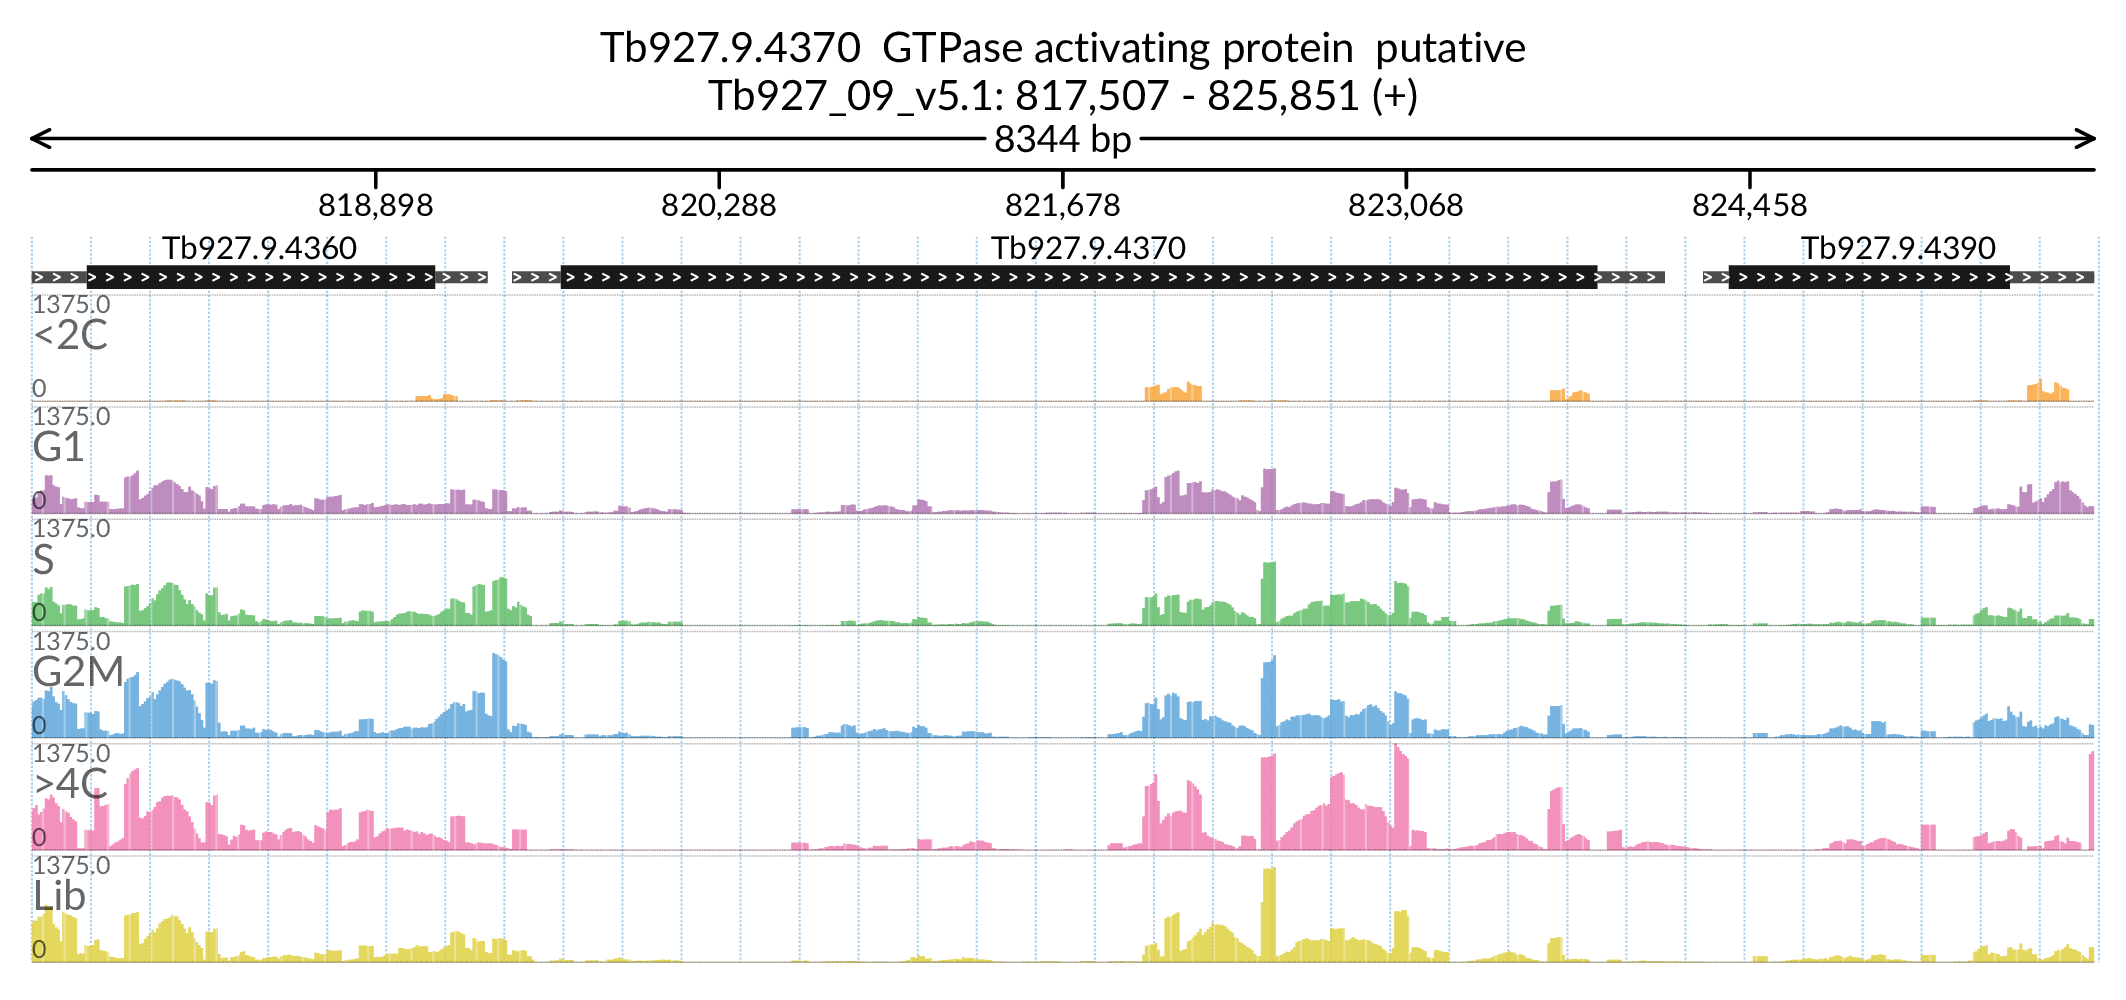 Tb927.9.4370  GTPase activating protein  putative
Tb927_09_v5.1: 817,507 - 825,851 (+)
8344 bp
818,898 820,288 821,678 823,068 824,458
Tb927.9.4360 Tb927.9.4370 Tb927.9.4390
1375.0
<2C
0
1375.0
G1
0
1375.0
S
0
1375.0
G2M
0
1375.0
>4C
0
1375.0
Lib
0